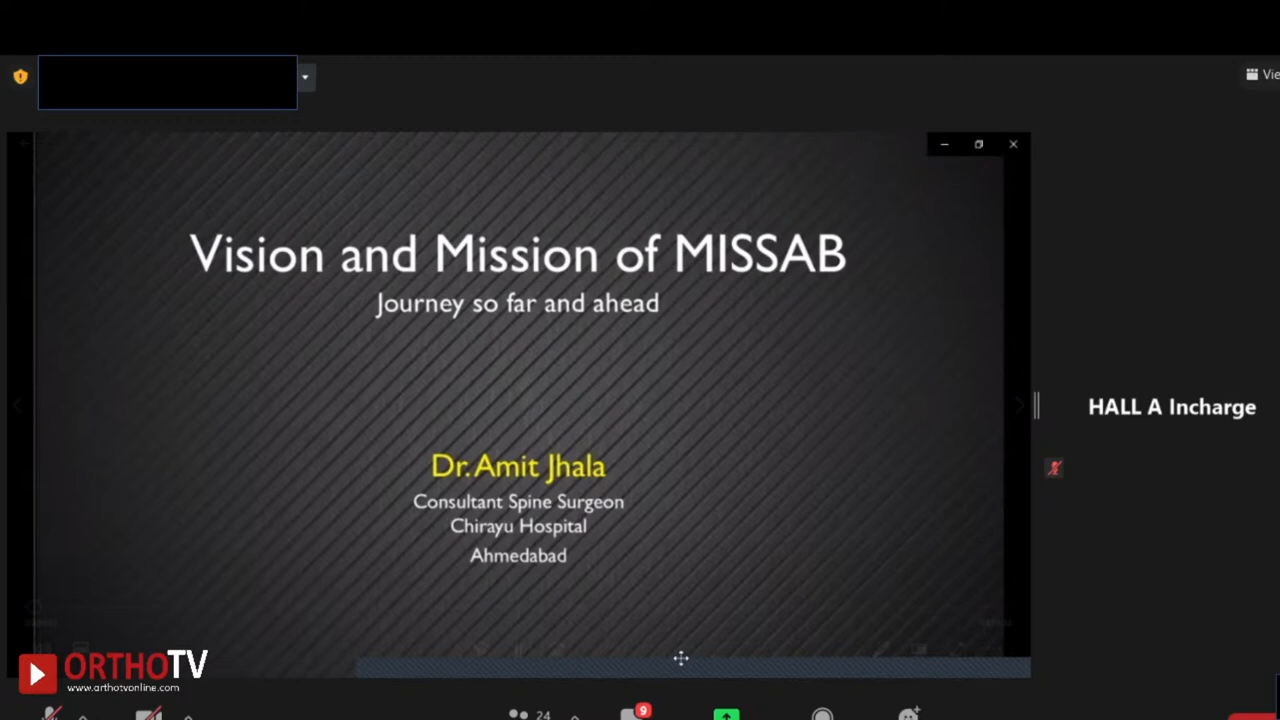 Vie
Vision and Mission of MISSAB
Journey so far and ahead
HALL A Incharge
Dr. Amit Jhala
Consultant Spine Surgeon
Chirayu Hospital
Ahmedabad
ORTHOTV
www.orthotvonline.com
24
9